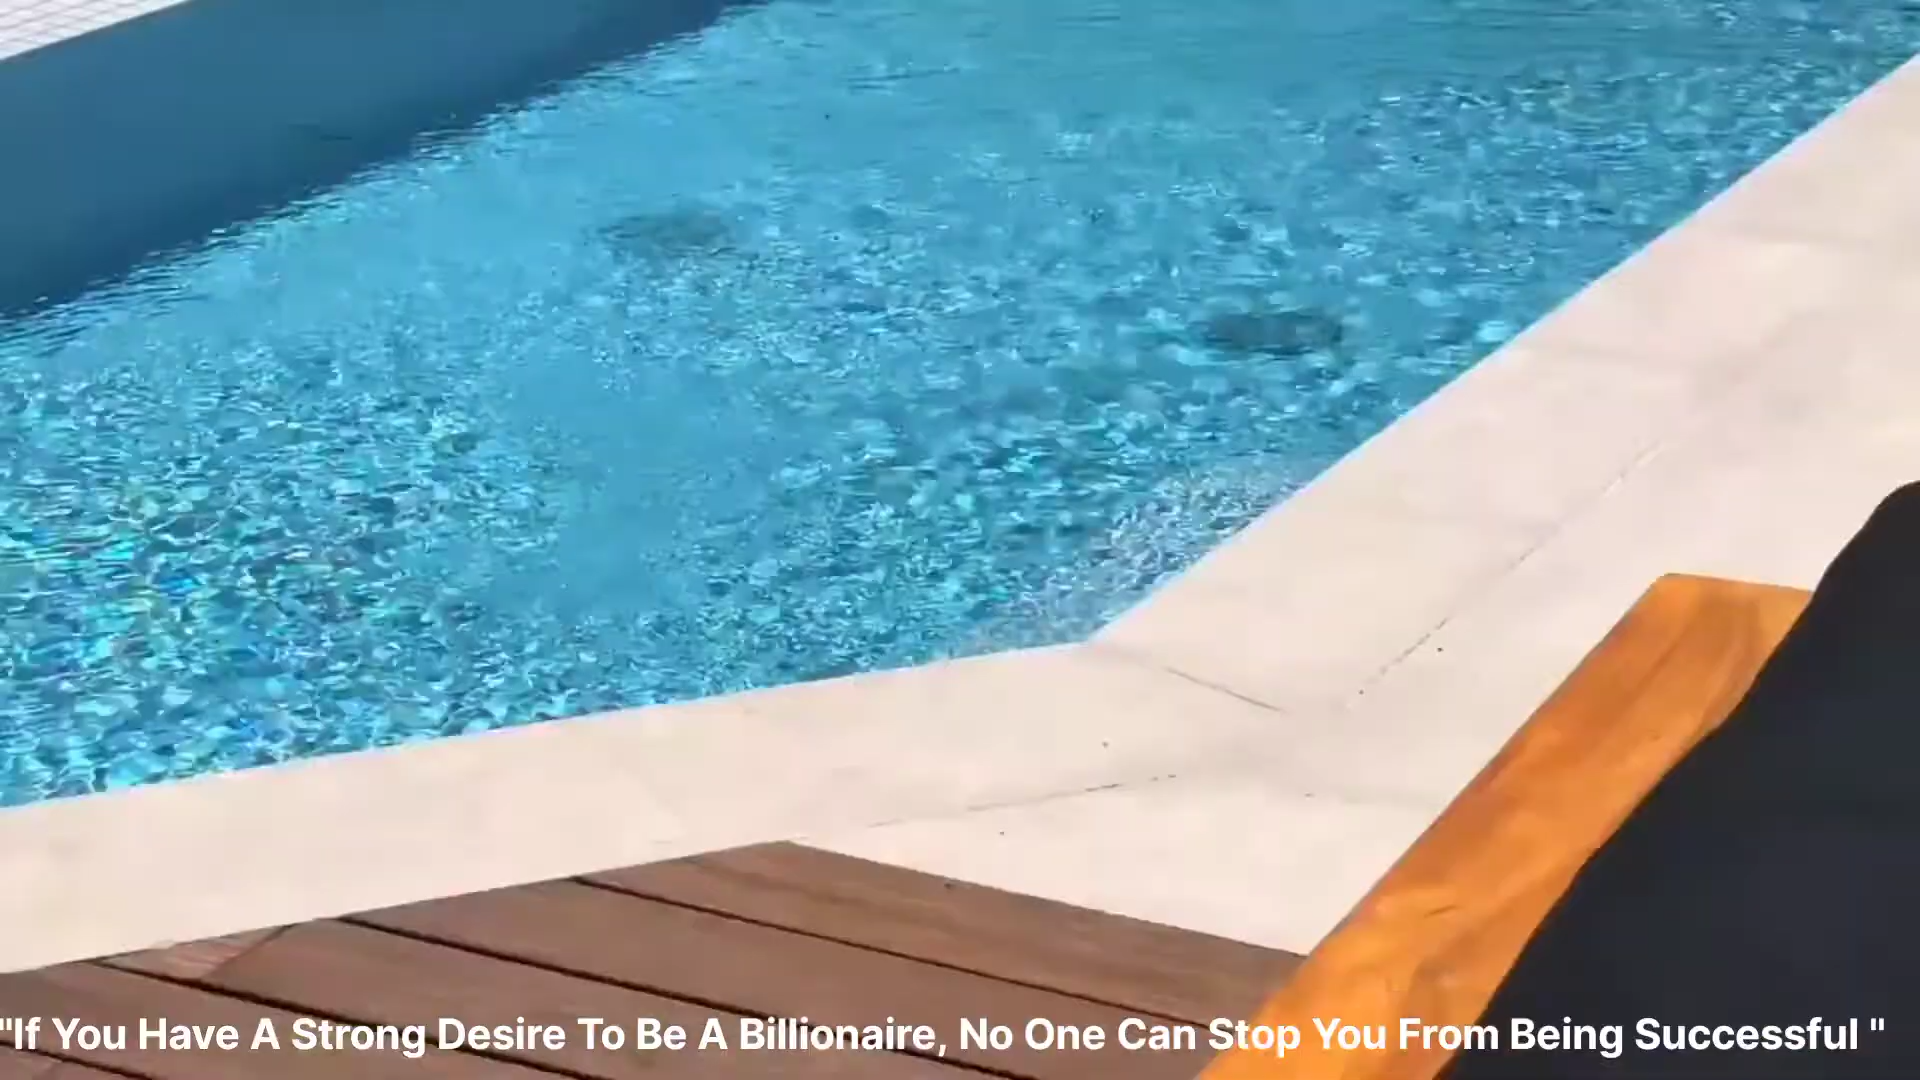 "If You Have A Strong Desire To Be A Billionaire, No One Can Stop You From Being Successful "